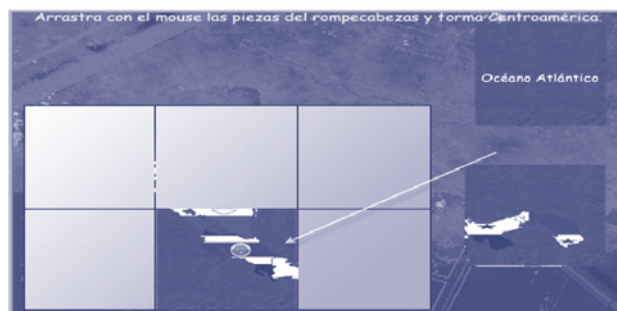 Arrastra con el mouse las piezas del rompecabezas y forma Centroamérica.
Océano Atlántico